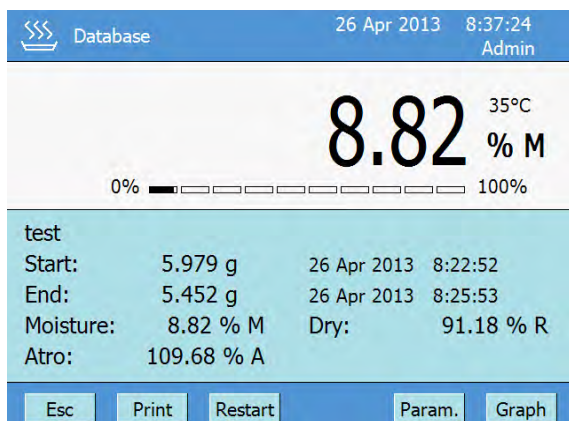 Database 26 Apr 2013 8:37:24
Admin
8.82 35°C
% M
0% 100%
test
Start: 5.979 g 26 Apr 2013 8:22:52
End: 5.452 g 26 Apr 2013 8:25:53
Moisture: 8.82 % M Dry: 91.18 % R
Atro: 109.68 % A
Esc Print Restart Param. Graph